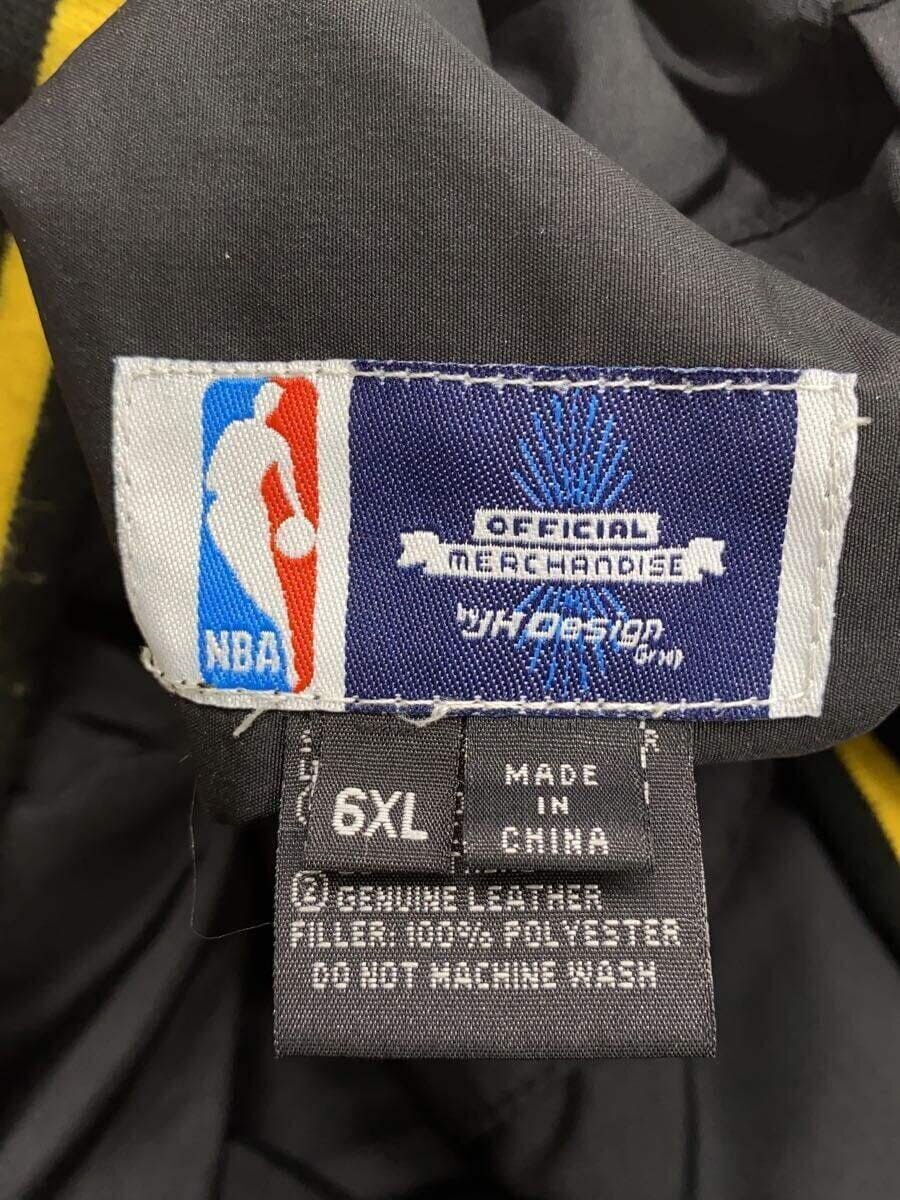 NBA
OFFICIAL
MERCHANDISE
by JH Design
6XL
MADE
IN
CHINA
② GENUINE LEATHER
FILLER: 100% POLYESTER
DO NOT MACHINE WASH